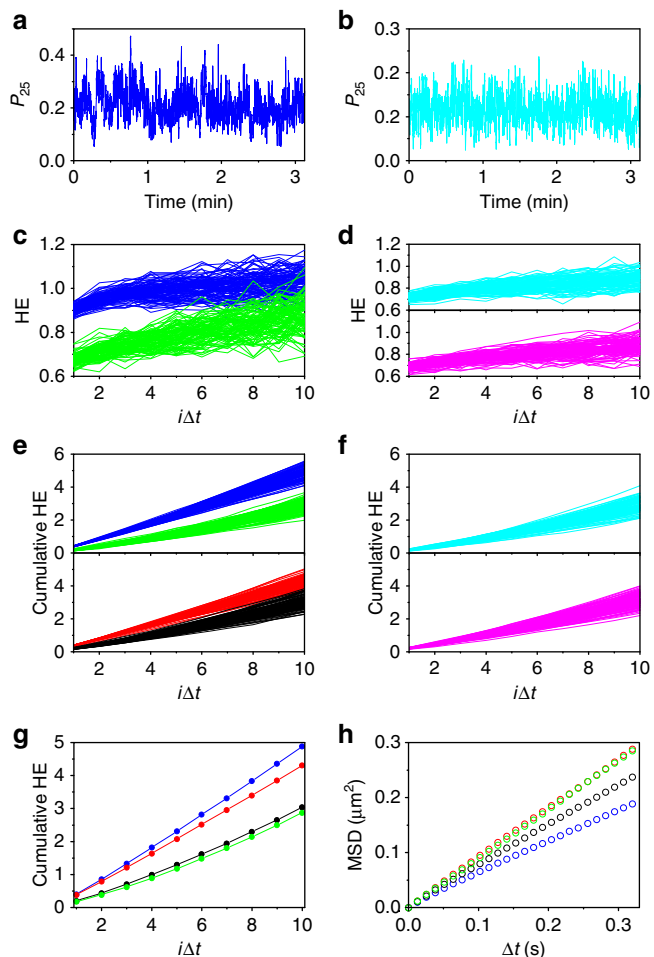 a
b
0.4
0.2
0.0
P25
0 1 2 3
Time (min)
0.2
0.2
0.0
P25
0 1 2 3
Time (min)
c
d
1.2
1.0
0.8
0.6
HE
2 4 6 8 10
iΔt
1.0
0.8
0.6
1.0
0.8
0.6
2 4 6 8 10
iΔt
e
f
6
4
2
0
4
2
0
Cumulative HE
Cumulative HE
2 4 6 8 10
iΔt
6
4
2
0
4
2
0
Cumulative HE
Cumulative HE
2 4 6 8 10
iΔt
g
h
5
4
3
2
1
0
Cumulative HE
2 4 6 8 10
iΔt
0.3
0.2
0.1
0.0
MSD (μm²)
0.0 0.1 0.2 0.3
Δt (s)